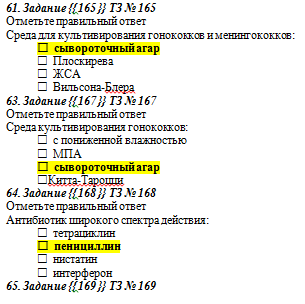 61. Задание {{165}} ТЗ № 165
Отметьте правильный ответ
Среда для культивирования гонококков и менингококков:
☐ сывороточный агар
☐ Плоскирева
☐ ЖСА
☐ Вильсона-Блера
63. Задание {{167}} ТЗ № 167
Отметьте правильный ответ
Среда культивирования гонококков:
☐ с пониженной влажностью
☐ МПА
☐ сывороточный агар
☐ Китта-Тароцци
64. Задание {{168}} ТЗ № 168
Отметьте правильный ответ
Антибиотик широкого спектра действия:
☐ тетрациклин
☐ пенициллин
☐ нистатин
☐ интерферон
65. Задание {{169}} ТЗ № 169